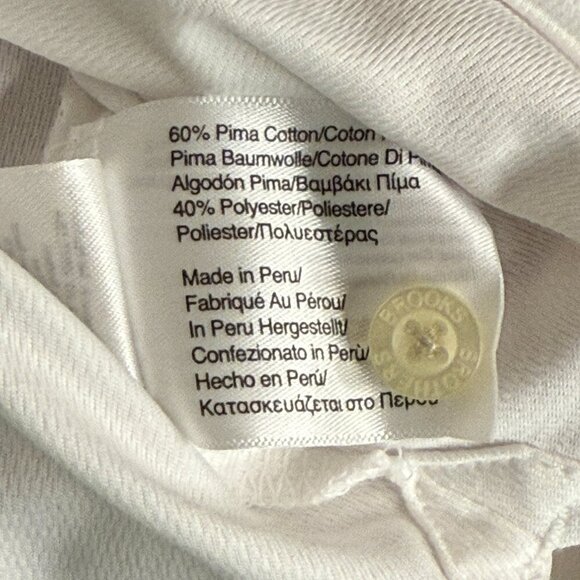 60% Pima Cotton/Coton
Pima Baumwolle/Cotone Di
Algodón Pima/Βαμβάκι Πίμα
40% Polyester/Poliestere/
Poliester/Πολυεστέρας
Made in Peru/
Fabriqué Au Pérou/
In Peru Hergestellt/
Confezionato in Perù/
Hecho en Perú/
Κατασκευάζεται στο Περού
BROOKS
BROTHERS